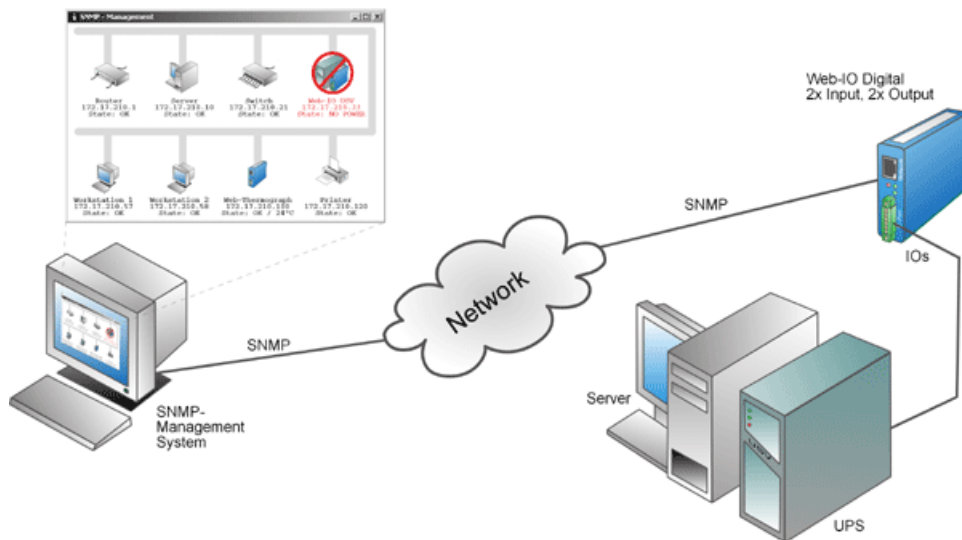 SNMP - Management
Router
172.17.210.1
State: OK
Server
172.17.210.10
State: OK
Switch
172.17.210.21
State: OK
State: NO POWER
Workstation 1
172.17.210.57
State: OK
Workstation 2
172.17.210.58
State: OK
Web-Thermograph
172.17.210.100
State: OK / 24°C
Printer
172.17.210.120
State: OK
Web-IO Digital
2x Input, 2x Output
SNMP
IOs
Network
SNMP
SNMP-
Management
System
Server
UPS